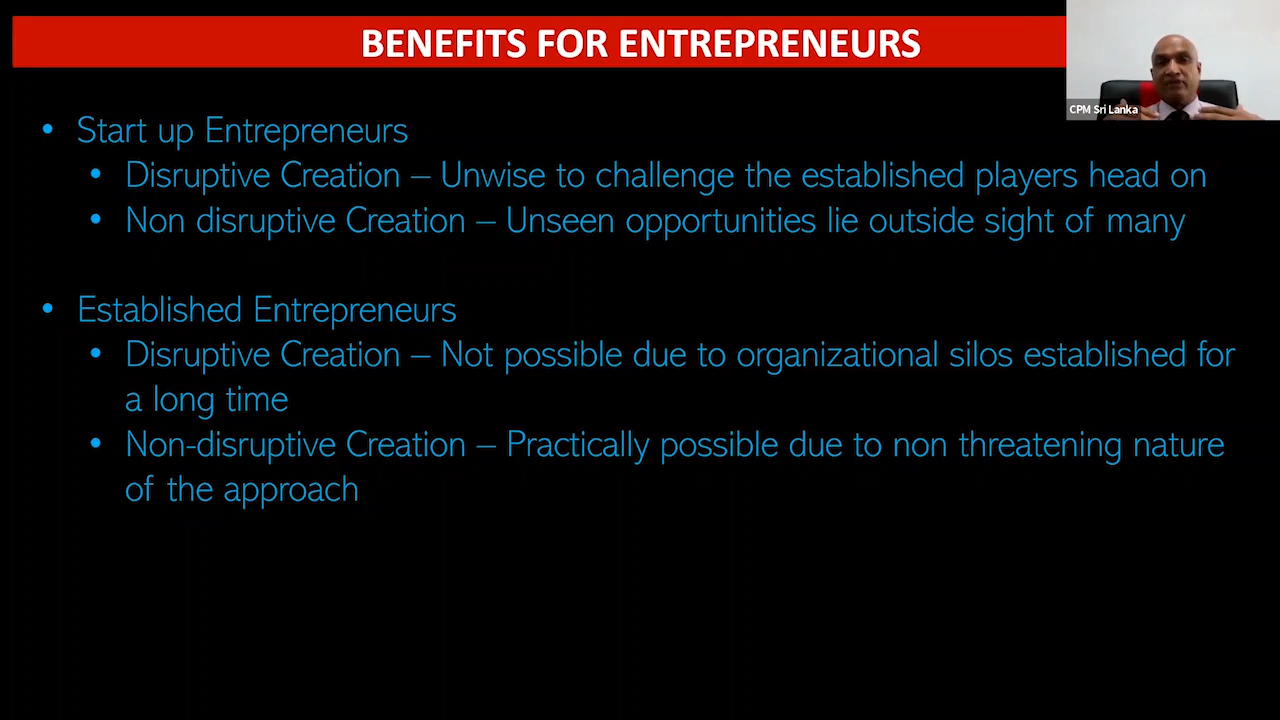 BENEFITS FOR ENTREPRENEURS
CPM Sri Lanka
• Start up Entrepreneurs
• Disruptive Creation – Unwise to challenge the established players head on
• Non disruptive Creation – Unseen opportunities lie outside sight of many
• Established Entrepreneurs
• Disruptive Creation – Not possible due to organizational silos established for
a long time
• Non-disruptive Creation – Practically possible due to non threatening nature
of the approach